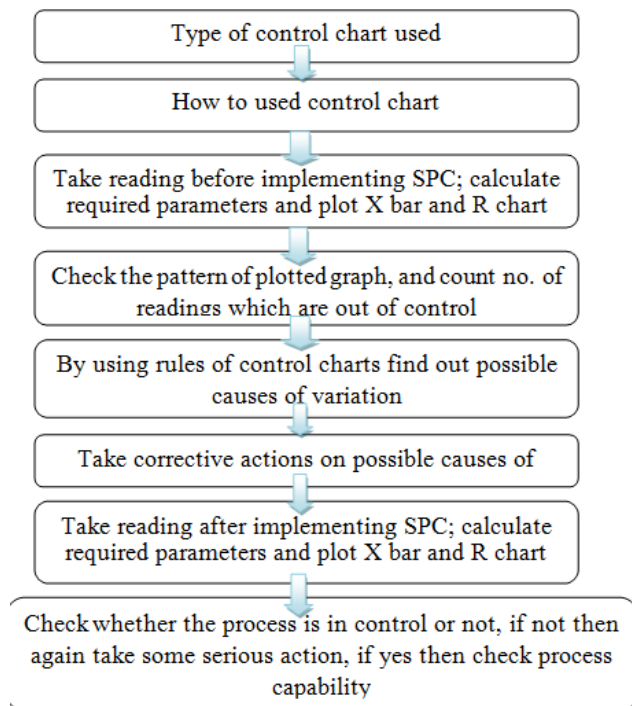 Type of control chart used
How to used control chart
Take reading before implementing SPC; calculate
required parameters and plot X bar and R chart
Check the pattern of plotted graph, and count no. of
readings which are out of control
By using rules of control charts find out possible
causes of variation
Take corrective actions on possible causes of
Take reading after implementing SPC; calculate
required parameters and plot X bar and R chart
Check whether the process is in control or not, if not then
again take some serious action, if yes then check process
capability